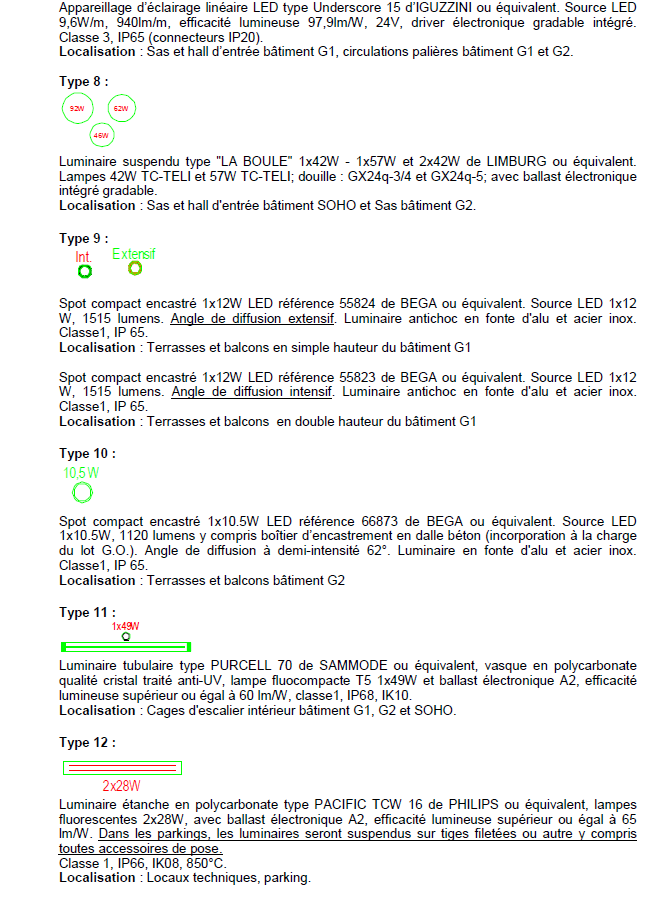 Appareillage d'éclairage linéaire LED type Underscore 15 d'IGUZZINI ou équivalent. Source LED
9,6W/m, 940lm/m, efficacité lumineuse 97,9lm/W, 24V, driver électronique gradable intégré.
Classe 3, IP65 (connecteurs IP20).
Localisation : Sas et hall d'entrée bâtiment G1, circulations palières bâtiment G1 et G2.
Type 8 :
92W 62W
46W
Luminaire suspendu type "LA BOULE" 1x42W - 1x57W et 2x42W de LIMBURG ou équivalent.
Lampes 42W TC-TELI et 57W TC-TELI; douille : GX24q-3/4 et GX24q-5; avec ballast électronique
intégré gradable.
Localisation : Sas et hall d'entrée bâtiment SOHO et Sas bâtiment G2.
Type 9 :
Int. Extensif
Spot compact encastré 1x12W LED référence 55824 de BEGA ou équivalent. Source LED 1x12
W, 1515 lumens. Angle de diffusion extensif. Luminaire antichoc en fonte d'alu et acier inox.
Classe1, IP 65.
Localisation : Terrasses et balcons en simple hauteur du bâtiment G1
Spot compact encastré 1x12W LED référence 55823 de BEGA ou équivalent. Source LED 1x12
W, 1515 lumens. Angle de diffusion intensif. Luminaire antichoc en fonte d'alu et acier inox.
Classe1, IP 65.
Localisation : Terrasses et balcons en double hauteur du bâtiment G1
Type 10 :
10,5W
Spot compact encastré 1x10.5W LED référence 66873 de BEGA ou équivalent. Source LED
1x10.5W, 1120 lumens y compris boîtier d'encastrement en dalle béton (incorporation à la charge
du lot G.O.). Angle de diffusion à demi-intensité 62°. Luminaire en fonte d'alu et acier inox.
Classe1, IP 65.
Localisation : Terrasses et balcons bâtiment G2
Type 11 :
1x49W
Luminaire tubulaire type PURCELL 70 de SAMMODE ou équivalent, vasque en polycarbonate
qualité cristal traité anti-UV, lampe fluocompacte T5 1x49W et ballast électronique A2, efficacité
lumineuse supérieur ou égal à 60 lm/W, classe1, IP68, IK10.
Localisation : Cages d'escalier intérieur bâtiment G1, G2 et SOHO.
Type 12 :
2x28W
Luminaire étanche en polycarbonate type PACIFIC TCW 16 de PHILIPS ou équivalent, lampes
fluorescentes 2x28W, avec ballast électronique A2, efficacité lumineuse supérieur ou égal à 65
lm/W. Dans les parkings, les luminaires seront suspendus sur tiges filetées ou autre y compris
toutes accessoires de pose.
Classe 1, IP66, IK08, 850°C.
Localisation : Locaux techniques, parking.